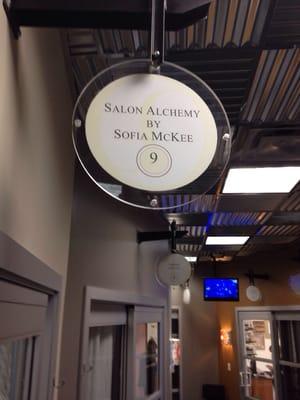 SALON ALCHEMY
BY
SOFIA MCKEE
9